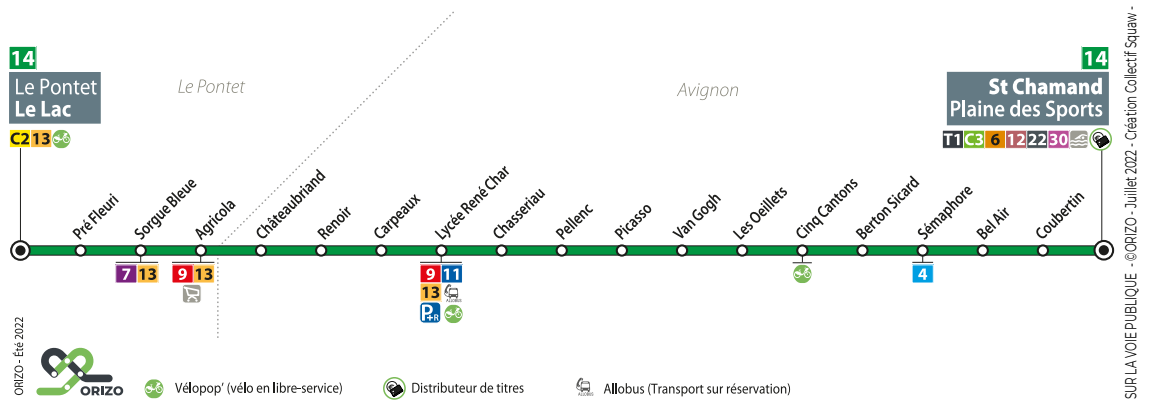 14
Le Pontet
Le Lac
C2 13
Le Pontet
Avignon
14
St Chamand
Plaine des Sports
T1 C3 6 12 22 30
Pré Fleuri
Sorgue Bleue
Agricola
Châteaubriand
Renoir
Carpeaux
Lycée René Char
Chasseriau
Pellenc
Picasso
Van Gogh
Les Oeillets
Cinq Cantons
Berton Sicard
Sémaphore
Bel Air
Coubertin
7 13
9 13
9 11
13 ALLOBUS
P+R
4
ORIZO - Été 2022
ORIZO
Vélopop' (vélo en libre-service)
Distributeur de titres
ALLOBUS
Allobus (Transport sur réservation)
SUR LA VOIE PUBLIQUE - ©ORIZO - Juillet 2022 - Création Collectif Squaw -